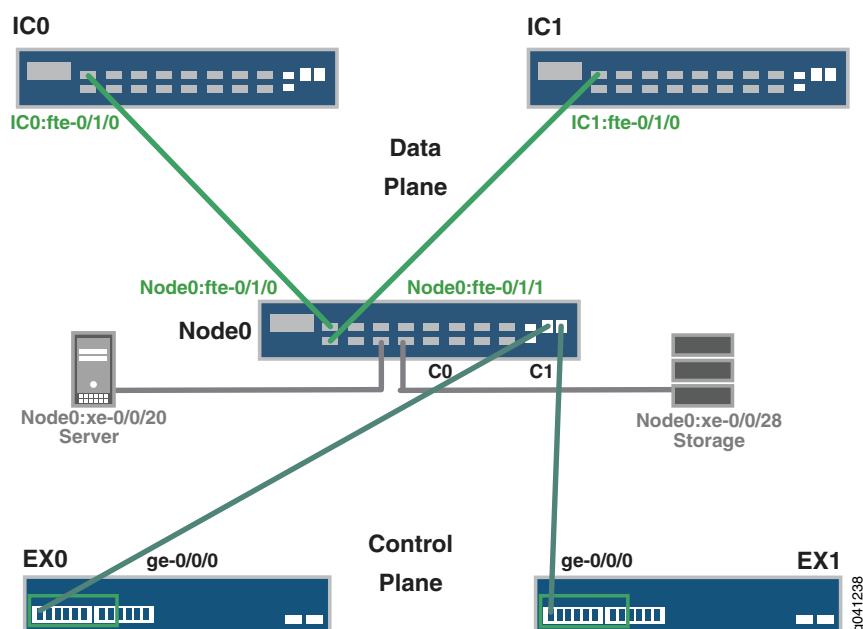 IC0
IC1
IC0:fte-0/1/0
IC1:fte-0/1/0
Data
Plane
Node0:fte-0/1/0
Node0:fte-0/1/1
Node0
C0
C1
Node0:xe-0/0/20
Server
Node0:xe-0/0/28
Storage
Control
Plane
EX0
ge-0/0/0
ge-0/0/0
EX1
g041238